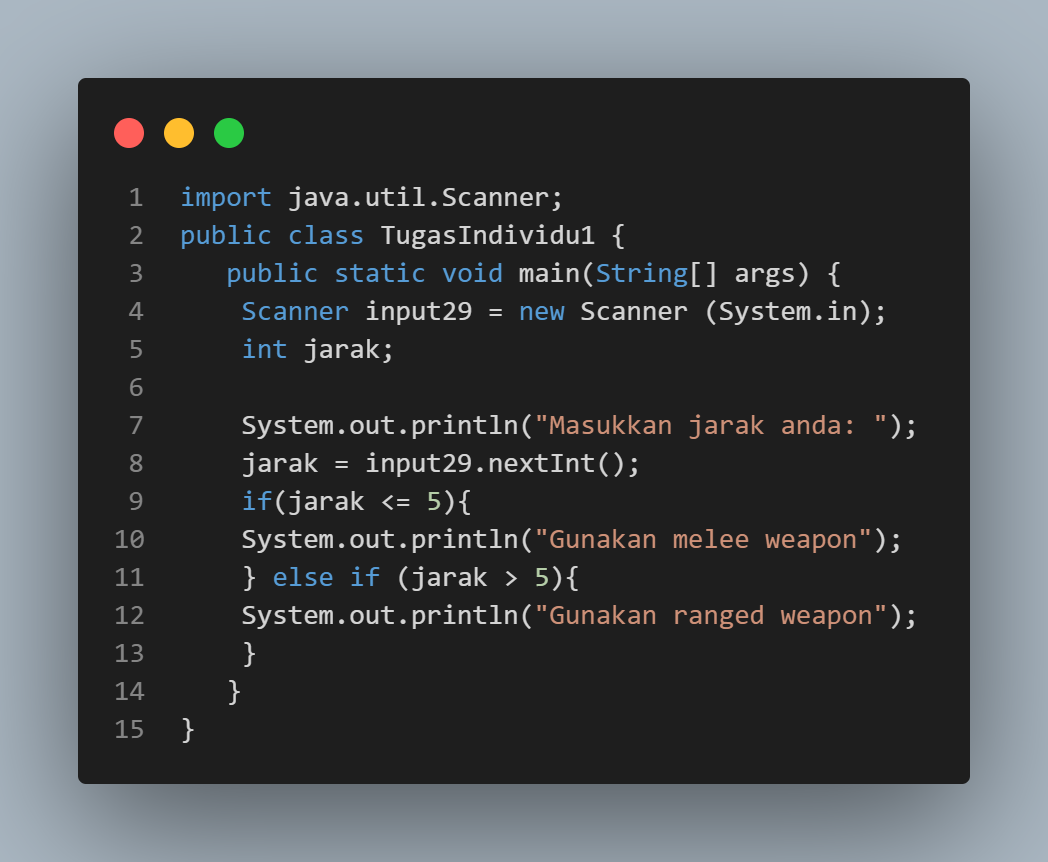 1 import java.util.Scanner;
2 public class TugasIndividu1 {
3    public static void main(String[] args) {
4     Scanner input29 = new Scanner (System.in);
5     int jarak;
6
7     System.out.println("Masukkan jarak anda: ");
8     jarak = input29.nextInt();
9     if(jarak <= 5){
10     System.out.println("Gunakan melee weapon");
11     } else if (jarak > 5){
12     System.out.println("Gunakan ranged weapon");
13     }
14    }
15 }